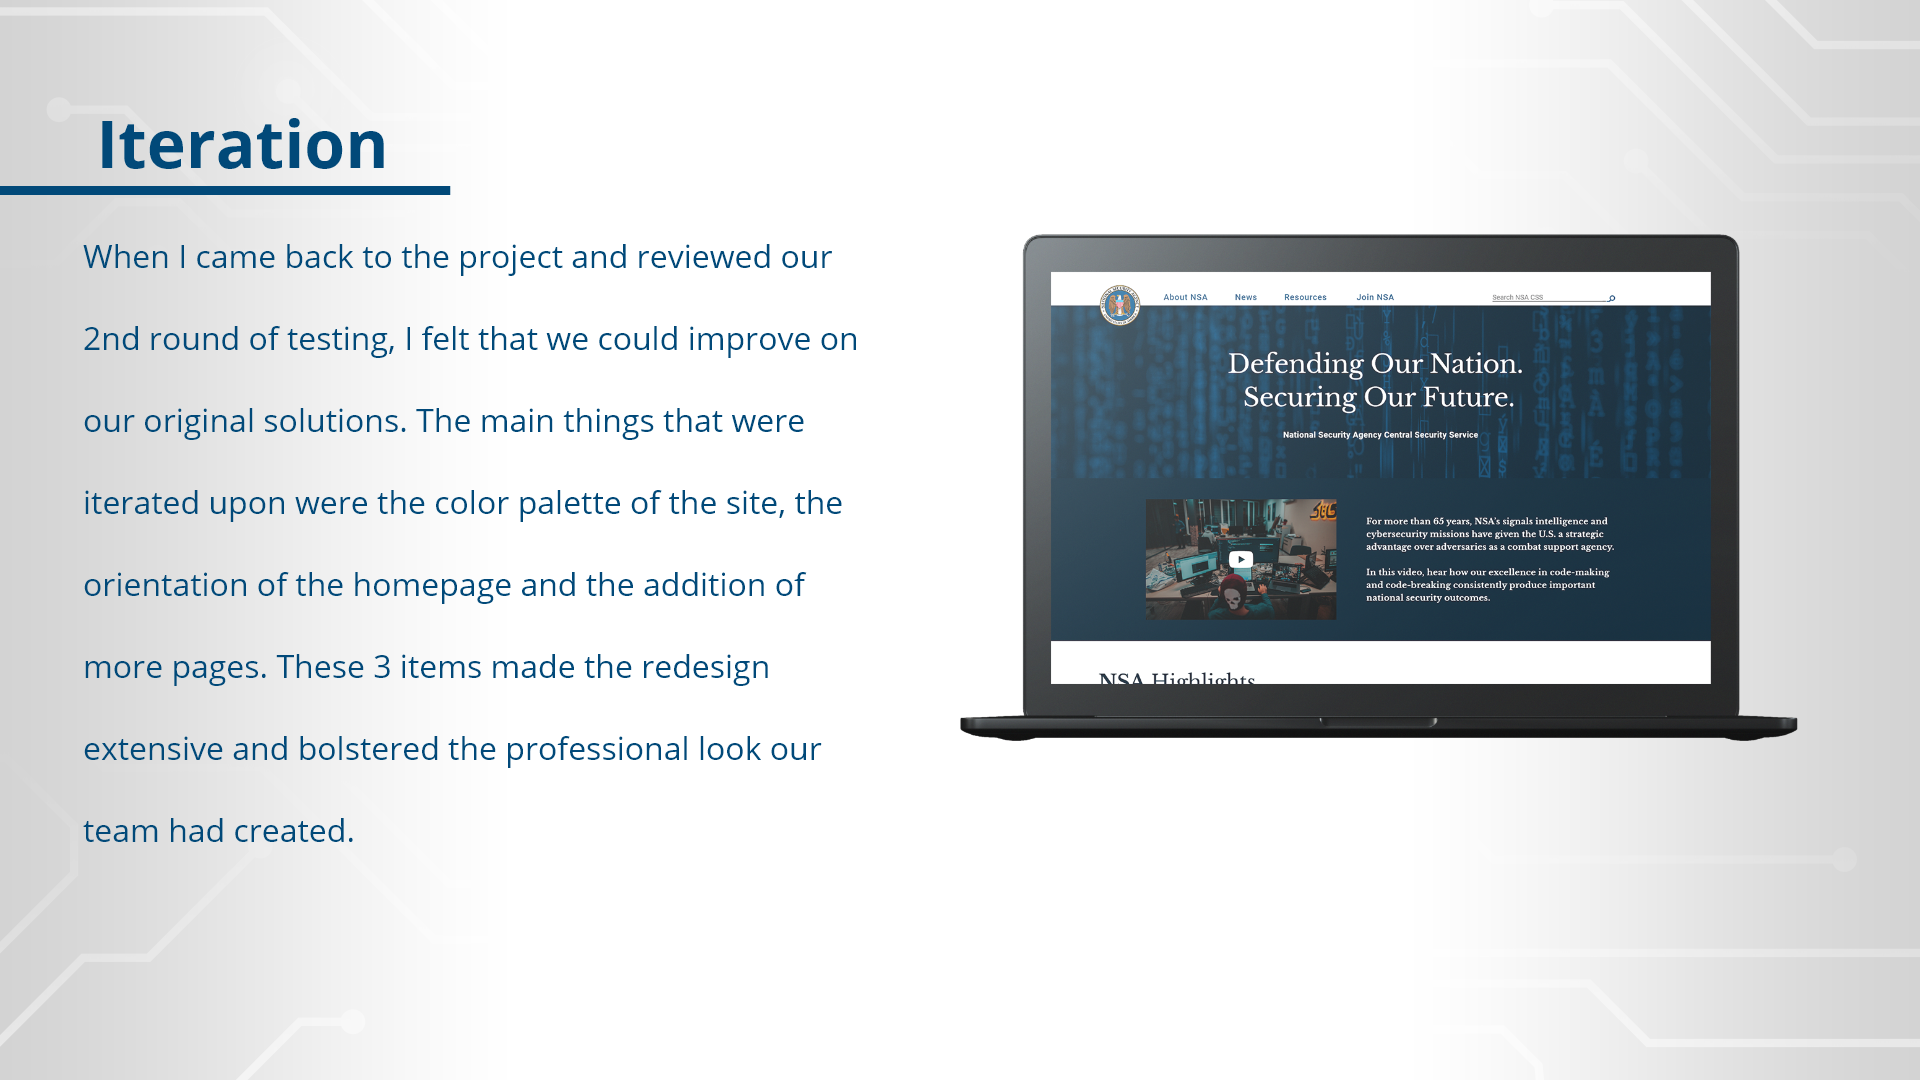 Iteration
When I came back to the project and reviewed our
2nd round of testing, I felt that we could improve on
our original solutions. The main things that were
iterated upon were the color palette of the site, the
orientation of the homepage and the addition of
more pages. These 3 items made the redesign
extensive and bolstered the professional look our
team had created.
About NSA News Resources Join NSA Search NSA.CSS
Defending Our Nation.
Securing Our Future.
National Security Agency Central Security Service
For more than 65 years, NSA's signals intelligence and
cybersecurity missions have given the U.S. a strategic
advantage over adversaries as a combat support agency.
In this video, hear how our excellence in code-making
and code-breaking consistently produce important
national security outcomes.
NSA Highlights